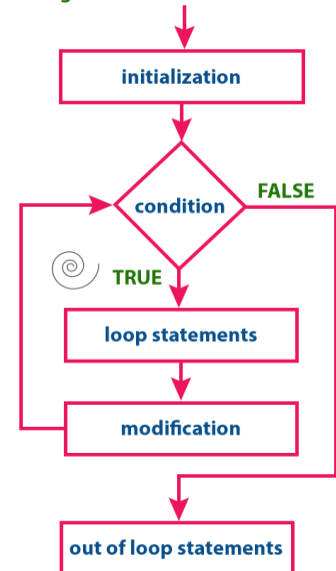 initialization
condition
FALSE
TRUE
loop statements
modification
out of loop statements